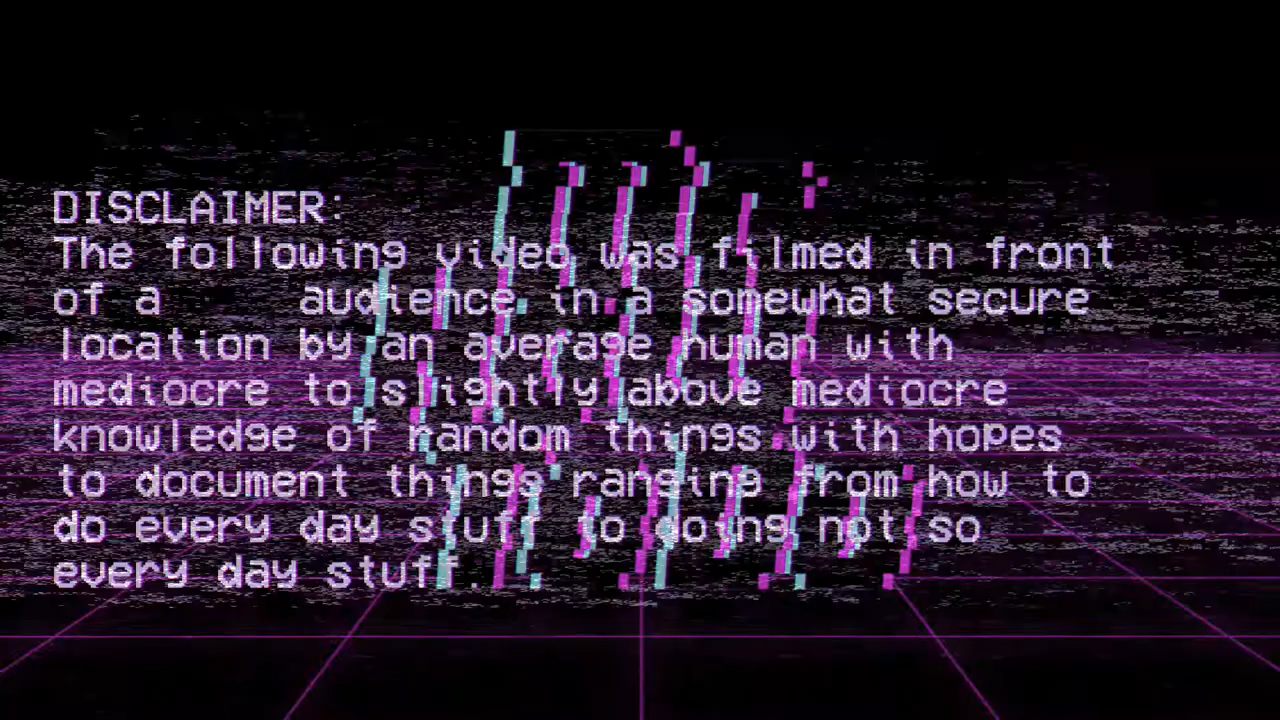 DISCLAIMER:
The following video was filmed in front
of a audience in a somewhat secure
location by an average human with
mediocre to slightly above mediocre
knowledge of random things with hopes
to document things ranging from how to
do every day stuff to doing not so
every day stuff.